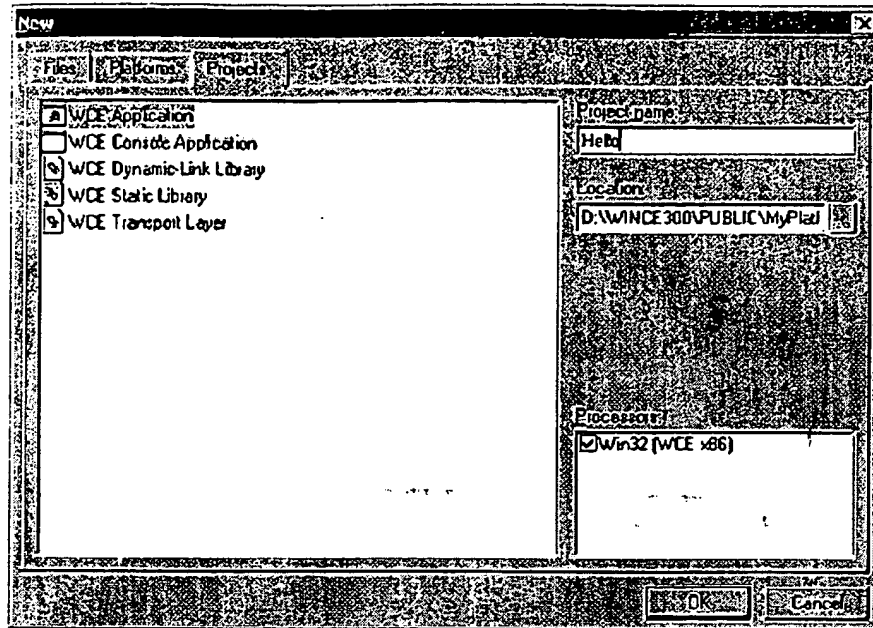 New
Files Platforms Projects
WCE Application
WCE Console Application
WCE Dynamic-Link Library
WCE Static Library
WCE Transport Layer
Project name:
Hello
Location:
D:\WINCE300\PUBLIC\MyPlatf
Processors:
Win32 (WCE x86)
OK Cancel